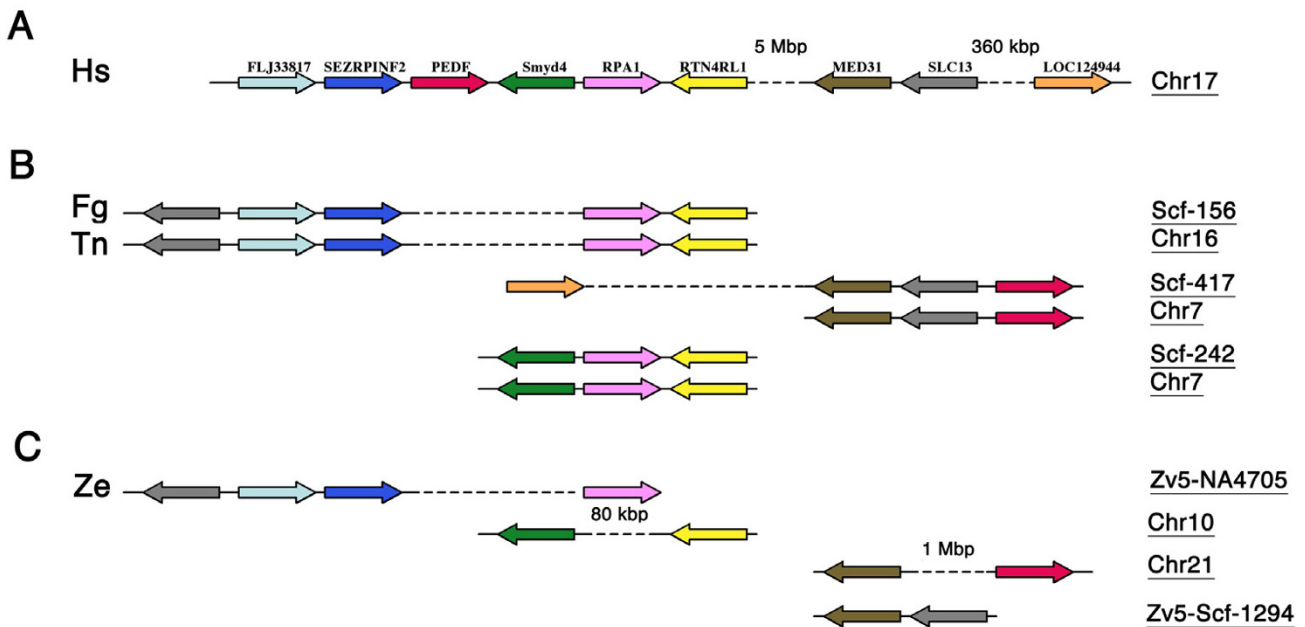 A
5 Mbp 360 kbp
Hs FLJ33817 SEZRPINF2 PEDF Smyd4 RPA1 RTN4RL1 MED31 SLC13 LOC124944 Chr17
B
Fg Scf-156
Tn Chr16
Scf-417
Chr7
Scf-242
Chr7
C
Ze Zv5-NA4705
80 kbp Chr10
1 Mbp Chr21
Zv5-Scf-1294